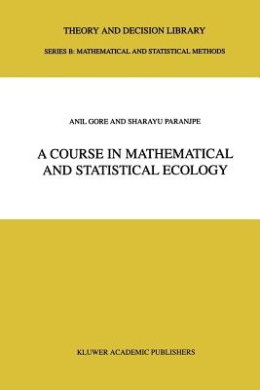 THEORY AND DECISION LIBRARY
SERIES B: MATHEMATICAL AND STATISTICAL METHODS
ANIL GORE AND SHARAYU PARANJPE
A COURSE IN MATHEMATICAL
AND STATISTICAL ECOLOGY
KLUWER ACADEMIC PUBLISHERS